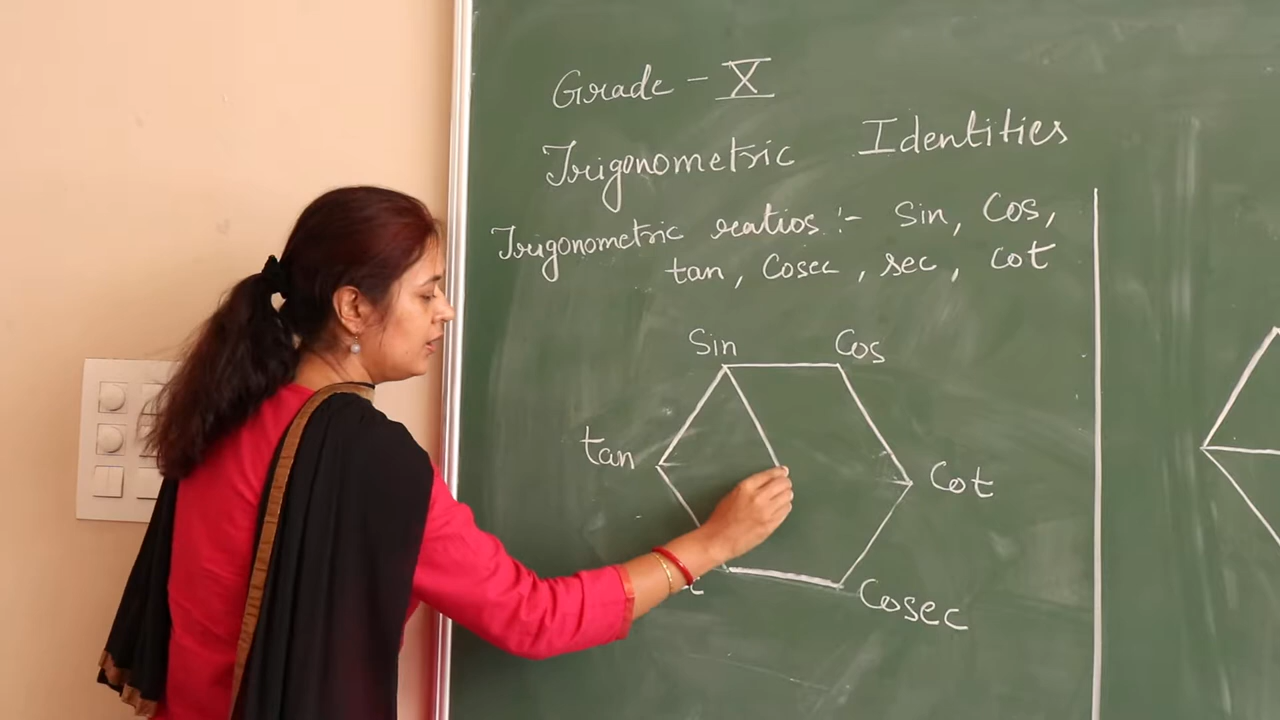 Grade - X
Trigonometric Identities
Trigonometric ratios :- Sin, Cos,
tan, Cosec, sec, cot
Sin Cos
tan Cot
Cosec